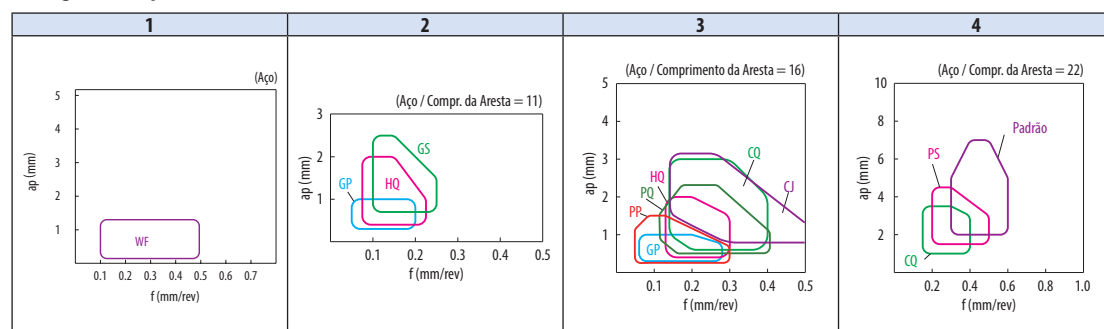 1
2
3
4
(Aço)
5
4
3
2
1
ap (mm)
WF
0.1 0.2 0.3 0.4 0.5 0.6 0.7
f (mm/rev)
(Aço / Compr. da Aresta = 11)
3
2
1
ap (mm)
GS
GP
HQ
0.1 0.2 0.3 0.4 0.5
f (mm/rev)
(Aço / Comprimento da Aresta = 16)
5
4
3
2
1
ap (mm)
CQ
HQ
CJ
PQ
PP
GP
0.1 0.2 0.3 0.4 0.5
f (mm/rev)
(Aço / Compr. da Aresta = 22)
10
8
6
4
2
ap (mm)
Padrão
PS
CQ
0.2 0.4 0.6 0.8 1.0
f (mm/rev)